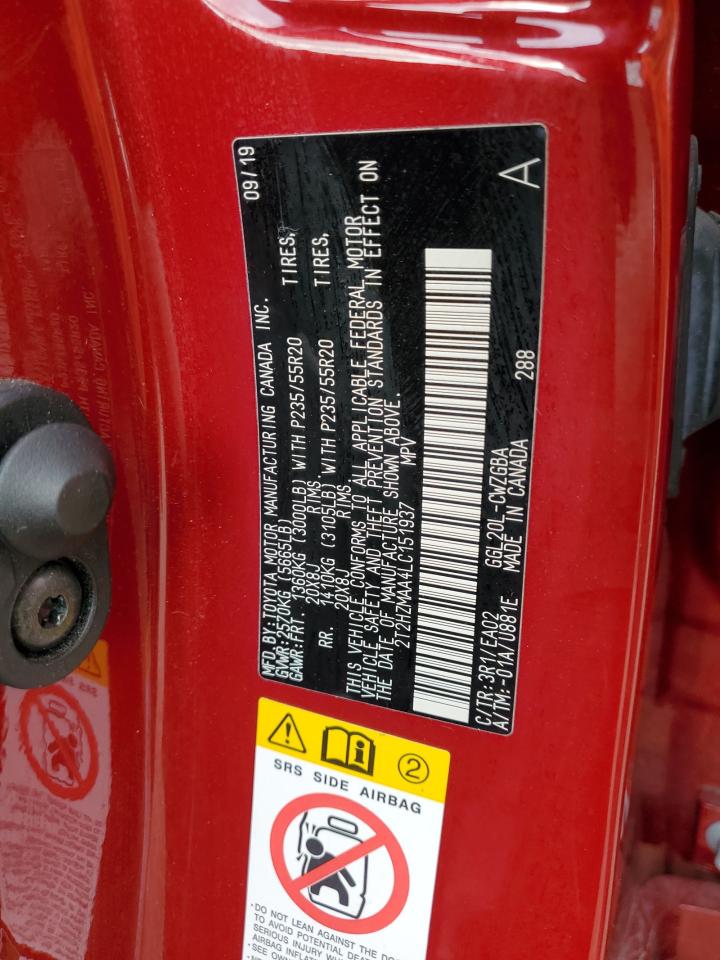 MFD.BY:TOYOTA MOTOR MANUFACTURING CANADA INC. 09/19
GVWR:2570KG (5665LB)
GAWR:FRT. 1360KG (3000LB) WITH P235/55R20 TIRES,
20X8J RIMS,
RR. 1410KG (3105LB) WITH P235/55R20 TIRES,
20X8J RIMS,
THIS VEHICLE CONFORMS TO ALL APPLICABLE FEDERAL MOTOR
VEHICLE SAFETY AND THEFT PREVENTION STANDARDS IN EFFECT ON
THE DATE OF MANUFACTURE SHOWN ABOVE.
2T2HZMAA4LC151937 MPV
C/TR:3R1/EA02 GGL20L-CWZGBA
A/TM:-01A/U881E MADE IN CANADA 288 A
2
SRS SIDE AIRBAG
·DO NOT LEAN AGAINST THE DO
TO AVOID POTENTIAL DEA
SERIOUS INJURY WH
AIRBAG INFLA
·SEE OWN